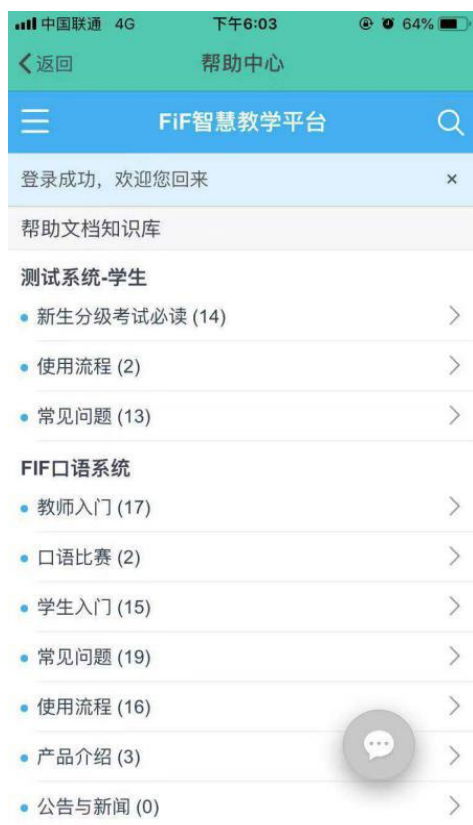 中国联通 4G 下午6:03 64%
返回 帮助中心
FiF智慧教学平台
登录成功，欢迎您回来 ×
帮助文档知识库
测试系统-学生
新生分级考试必读 (14)
使用流程 (2)
常见问题 (13)
FIF口语系统
教师入门 (17)
口语比赛 (2)
学生入门 (15)
常见问题 (19)
使用流程 (16)
产品介绍 (3)
公告与新闻 (0)